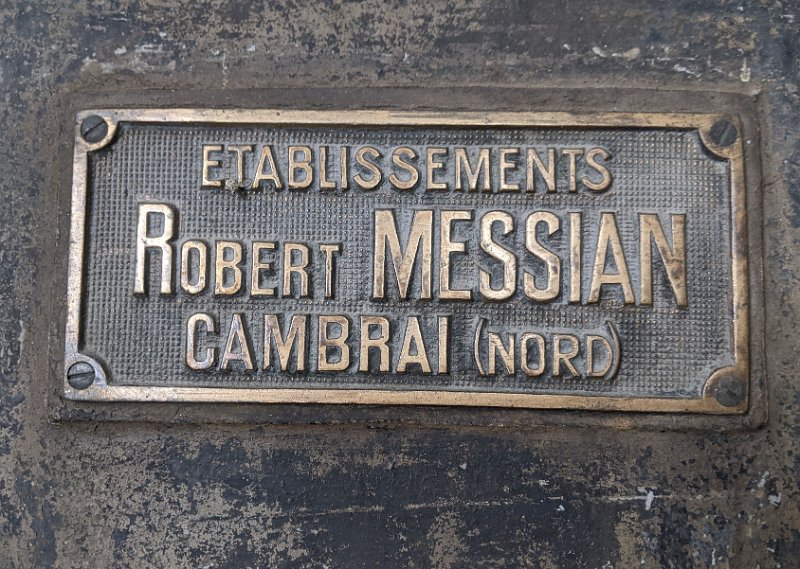 ETABLISSEMENTS
ROBERT MESSIAN
CAMBRAI (NORD)